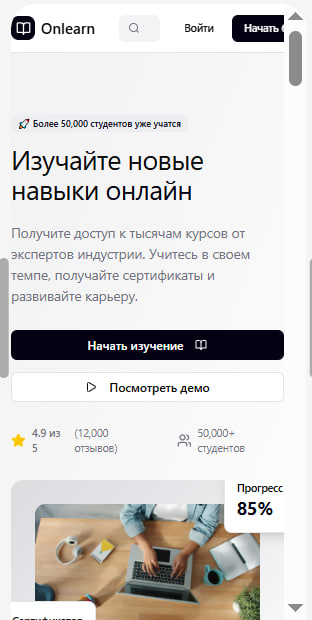 Onlearn
Войти
Начать
Более 50,000 студентов уже учатся
Изучайте новые
навыки онлайн
Получите доступ к тысячам курсов от
экспертов индустрии. Учитесь в своем
темпе, получайте сертификаты и
развивайте карьеру.
Начать изучение
Посмотреть демо
4.9 из
5
(12,000
отзывов)
50,000+
студентов
Прогресс
85%